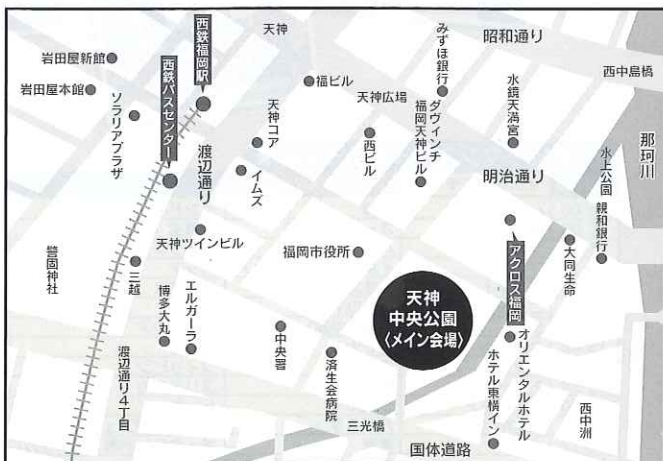 天神
昭和通り
西中島橋
那珂川
みずほ銀行
水鏡天満宮
西鉄福岡駅
西鉄バスセンター
岩田屋新館
岩田屋本館
ソラリアプラザ
福ビル
天神広場
天神コア
西ビル
ダヴィンチ
福岡天神ビル
水上公園
親和銀行
明治通り
渡辺通り
イムズ
天神ツインビル
福岡市役所
アクロス福岡
大同生命
警固神社
三越
博多大丸
エルガーラ
天神
中央公園
〈メイン会場〉
中央署
済生会病院
オリエンタルホテル
ホテル東横イン
渡辺通り4丁目
三光橋
国体道路
西中洲